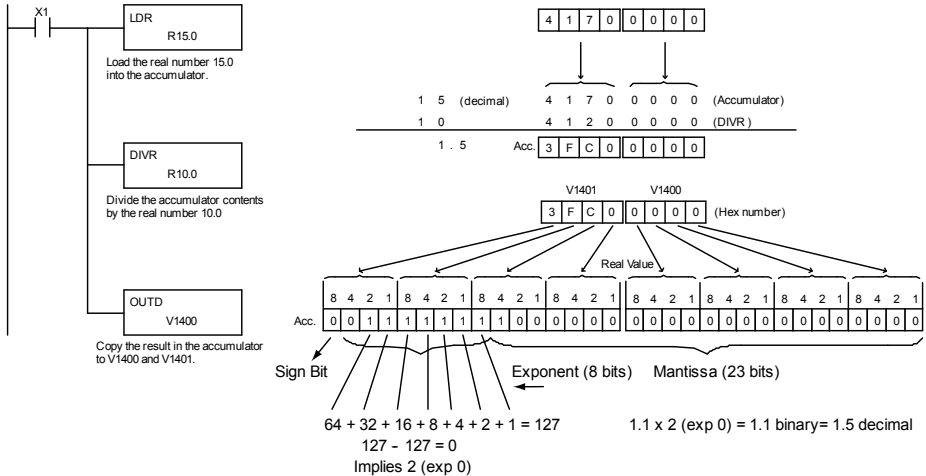 X1
LDR
R15.0
Load the real number 15.0
into the accumulator.
DIVR
R10.0
Divide the accumulator contents
by the real number 10.0
OUTD
V1400
Copy the result in the accumulator
to V1400 and V1401.
4 1 7 0 0 0 0 0
1 5 (decimal) 4 1 7 0 0 0 0 0 (Accumulator)
1 0 4 1 2 0 0 0 0 0 (DIVR )
1 . 5 Acc. 3 F C 0 0 0 0 0
V1401 V1400
3 F C 0 0 0 0 0 (Hex number)
Real Value
8 4 2 1 8 4 2 1 8 4 2 1 8 4 2 1 8 4 2 1 8 4 2 1 8 4 2 1 8 4 2 1
Acc. 0 0 1 1 1 1 1 1 1 1 0 0 0 0 0 0 0 0 0 0 0 0 0 0 0 0 0 0 0 0 0 0
Sign Bit Exponent (8 bits) Mantissa (23 bits)
64 + 32 + 16 + 8 + 4 + 2 + 1 = 127 1.1 x 2 (exp 0) = 1.1 binary= 1.5 decimal
127 - 127 = 0
Implies 2 (exp 0)